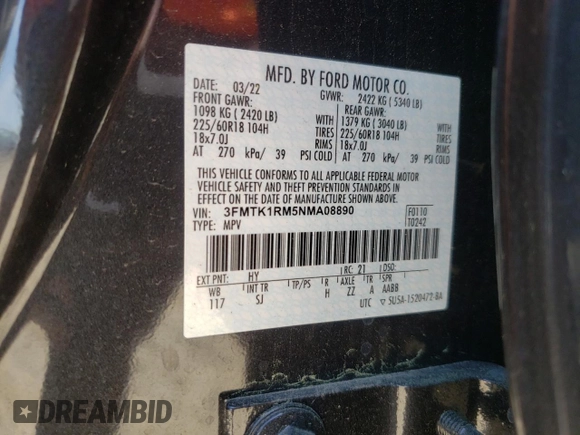 MFD. BY FORD MOTOR CO.
DATE: 03/22 GVWR: 2422 KG ( 5340 LB)
FRONT GAWR: REAR GAWR:
1098 KG ( 2420 LB) 1379 KG ( 3040 LB)
225/60R18 104H TIRES 225/60R18 104H TIRES
18x7.0J RIMS 18x7.0J RIMS
AT 270 kPa/ 39 PSI COLD AT 270 kPa/ 39 PSI COLD
THIS VEHICLE CONFORMS TO ALL APPLICABLE FEDERAL MOTOR
VEHICLE SAFETY AND THEFT PREVENTION STANDARDS IN
EFFECT ON THE DATE OF MANUFACTURE SHOWN ABOVE.
VIN: 3FMTK1RM5NMA08890 F0110
TYPE: MPV T0242
EXT PNT: HY RC: 21 DSO:
WB INT TR TP/PS R AXLE TR SPR
117 SJ H ZZ A AABB
UTC ▽ SU5A-1520472-BA
DREAMBID